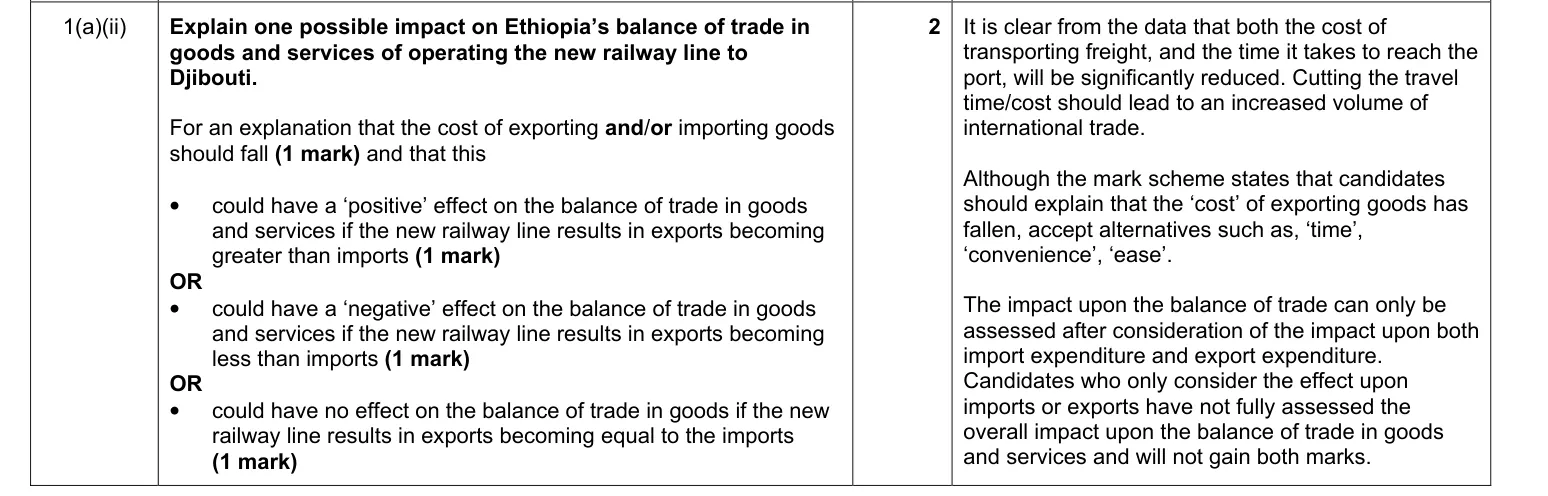 1(a)(ii)
Explain one possible impact on Ethiopia’s balance of trade in
goods and services of operating the new railway line to
Djibouti.
For an explanation that the cost of exporting and/or importing goods
should fall (1 mark) and that this
• could have a ‘positive’ effect on the balance of trade in goods
and services if the new railway line results in exports becoming
greater than imports (1 mark)
OR
• could have a ‘negative’ effect on the balance of trade in goods
and services if the new railway line results in exports becoming
less than imports (1 mark)
OR
• could have no effect on the balance of trade in goods if the new
railway line results in exports becoming equal to the imports
(1 mark)
2
It is clear from the data that both the cost of
transporting freight, and the time it takes to reach the
port, will be significantly reduced. Cutting the travel
time/cost should lead to an increased volume of
international trade.
Although the mark scheme states that candidates
should explain that the ‘cost’ of exporting goods has
fallen, accept alternatives such as, ‘time’,
‘convenience’, ‘ease’.
The impact upon the balance of trade can only be
assessed after consideration of the impact upon both
import expenditure and export expenditure.
Candidates who only consider the effect upon
imports or exports have not fully assessed the
overall impact upon the balance of trade in goods
and services and will not gain both marks.